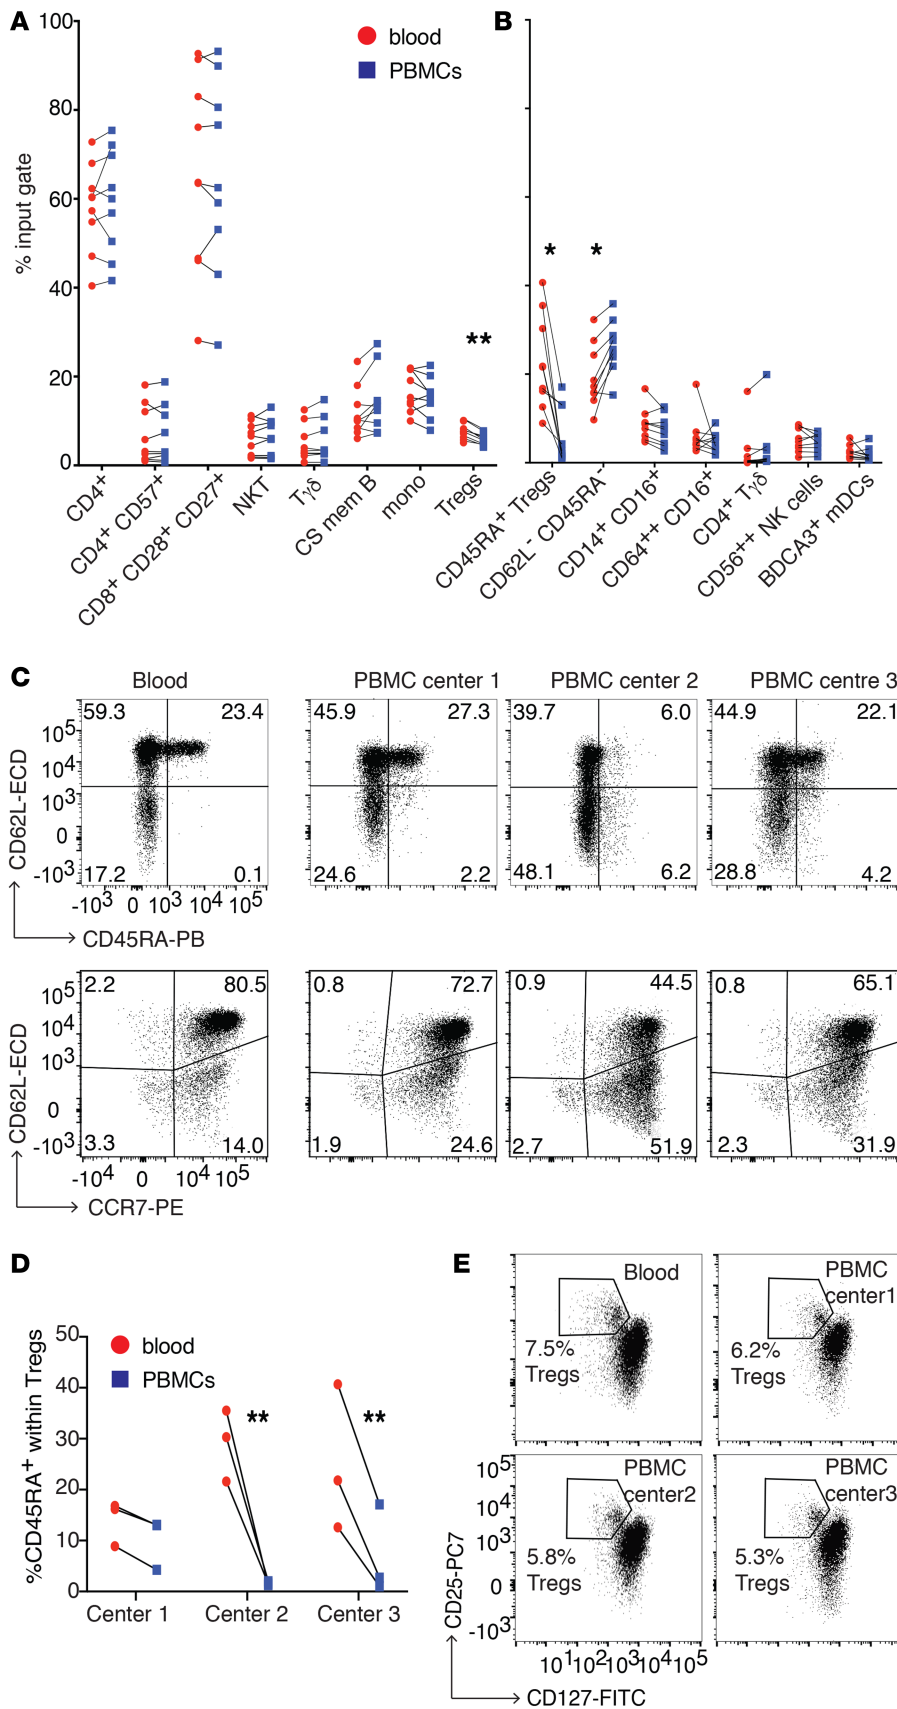 A
B
blood
PBMCs
% input gate
100
80
60
40
20
0
**
*
*
CD4+
CD4+ CD57+
CD8+ CD28+ CD27+
NKT
Tγδ
CS mem B
mono
Tregs
CD45RA+ Tregs
CD62L- CD45RA-
CD14+ CD16+
CD64++ CD16+
CD4+ Tγδ
CD56++ NK cells
BDCA3+ mDCs
C
Blood
PBMC center 1
PBMC center 2
PBMC centre 3
59.3 23.4
17.2 0.1
45.9 27.3
24.6 2.2
39.7 6.0
48.1 6.2
44.9 22.1
28.8 4.2
CD62L-ECD
10^5
10^4
10^3
0
-10^3
-10^3 0 10^3 10^4 10^5
CD45RA-PB
2.2 80.5
3.3 14.0
0.8 72.7
1.9 24.6
0.9 44.5
2.7 51.9
0.8 65.1
2.3 31.9
CD62L-ECD
10^5
10^4
10^3
0
-10^3
-10^4 0 10^4 10^5
CCR7-PE
D
%CD45RA+ within Tregs
50
40
30
20
10
0
blood
PBMCs
**
**
Center 1
Center 2
Center 3
E
Blood
7.5%
Tregs
PBMC
center1
6.2%
Tregs
PBMC
center2
5.8%
Tregs
PBMC
center3
5.3%
Tregs
CD25-PC7
10^5
10^4
10^3
0
-10^3
10^1 10^2 10^3 10^4 10^5
CD127-FITC